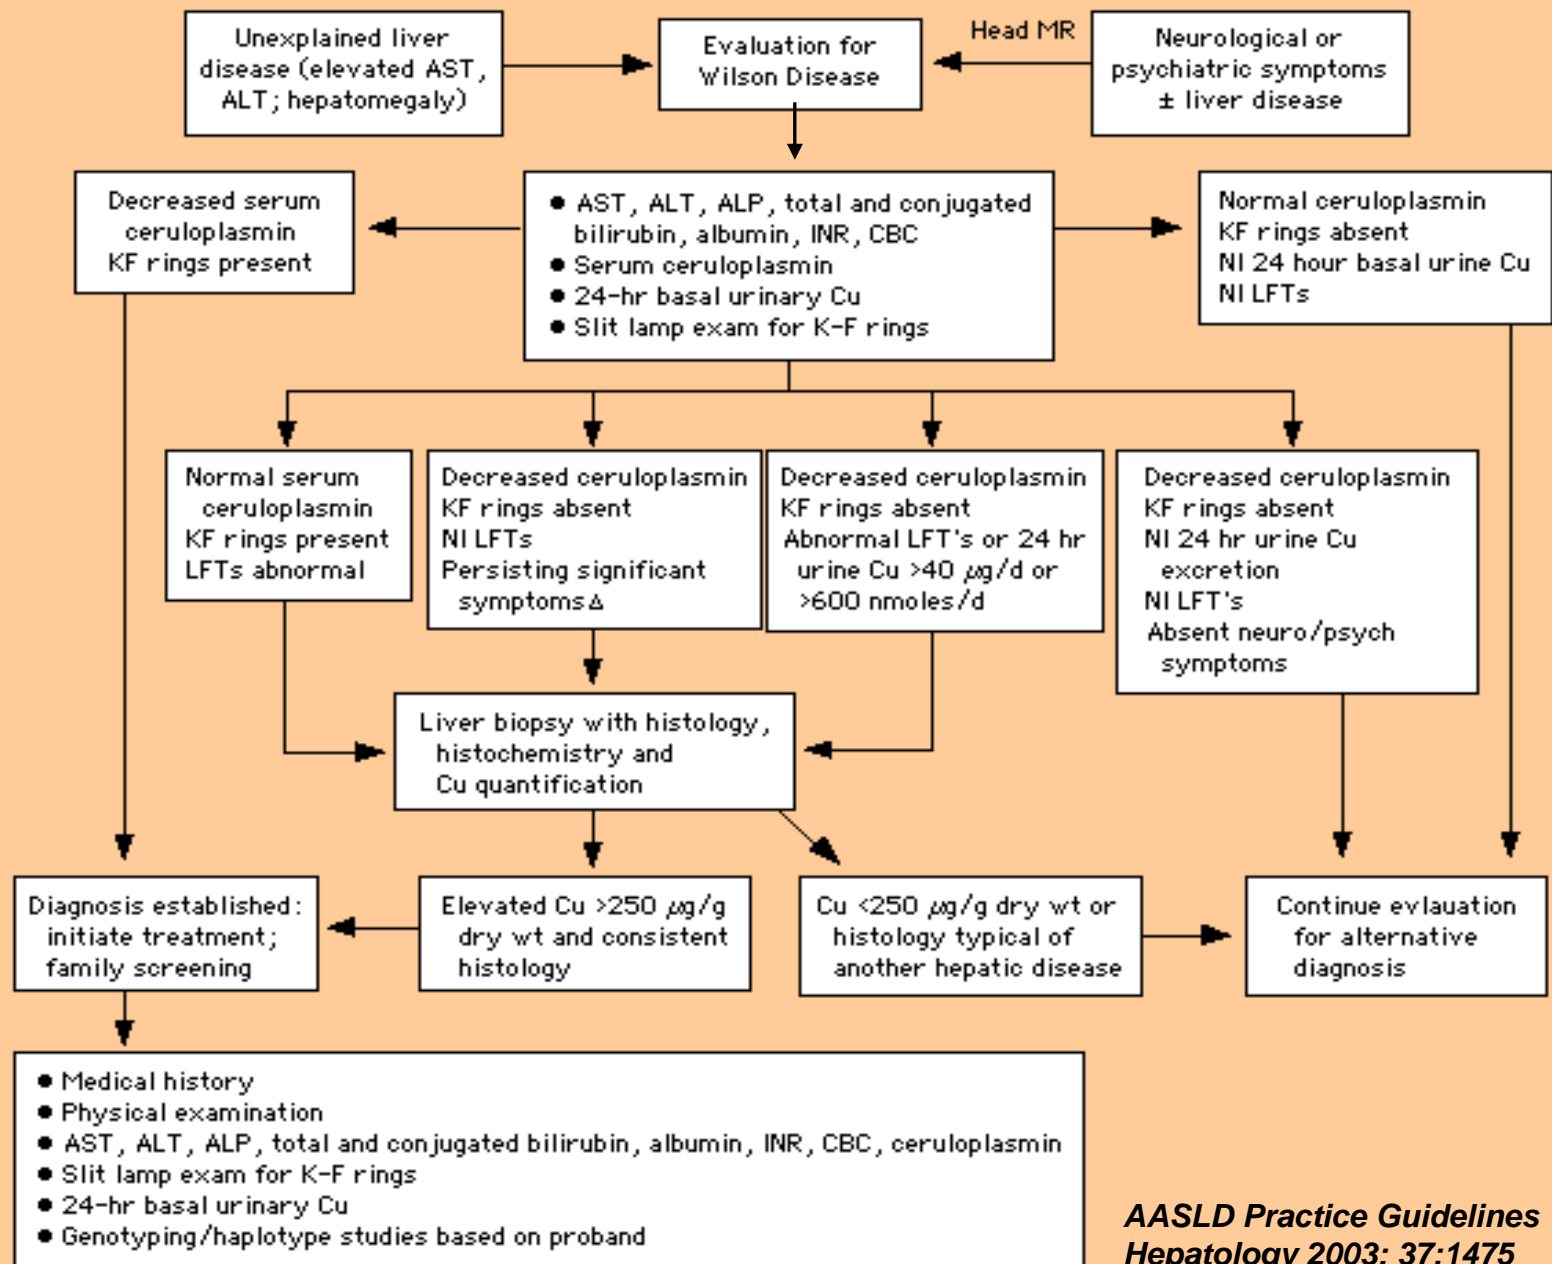 Unexplained liver
disease (elevated AST,
ALT; hepatomegaly)
Evaluation for
Wilson Disease
Head MR
Neurological or
psychiatric symptoms
± liver disease
Decreased serum
ceruloplasmin
KF rings present
● AST, ALT, ALP, total and conjugated
bilirubin, albumin, INR, CBC
● Serum ceruloplasmin
● 24-hr basal urinary Cu
● Slit lamp exam for K-F rings
Normal ceruloplasmin
KF rings absent
Nl 24 hour basal urine Cu
Nl LFTs
Normal serum
ceruloplasmin
KF rings present
LFTs abnormal
Decreased ceruloplasmin
KF rings absent
Nl LFTs
Persisting significant
symptoms Δ
Decreased ceruloplasmin
KF rings absent
Abnormal LFT's or 24 hr
urine Cu >40 µg/d or
>600 nmoles/d
Decreased ceruloplasmin
KF rings absent
Nl 24 hr urine Cu
excretion
Nl LFT's
Absent neuro/psych
symptoms
Liver biopsy with histology,
histochemistry and
Cu quantification
Diagnosis established:
initiate treatment;
family screening
Elevated Cu >250 µg/g
dry wt and consistent
histology
Cu <250 µg/g dry wt or
histology typical of
another hepatic disease
Continue evlauation
for alternative
diagnosis
● Medical history
● Physical examination
● AST, ALT, ALP, total and conjugated bilirubin, albumin, INR, CBC, ceruloplasmin
● Slit lamp exam for K-F rings
● 24-hr basal urinary Cu
● Genotyping/haplotype studies based on proband
AASLD Practice Guidelines
Hepatology 2003; 37:1475